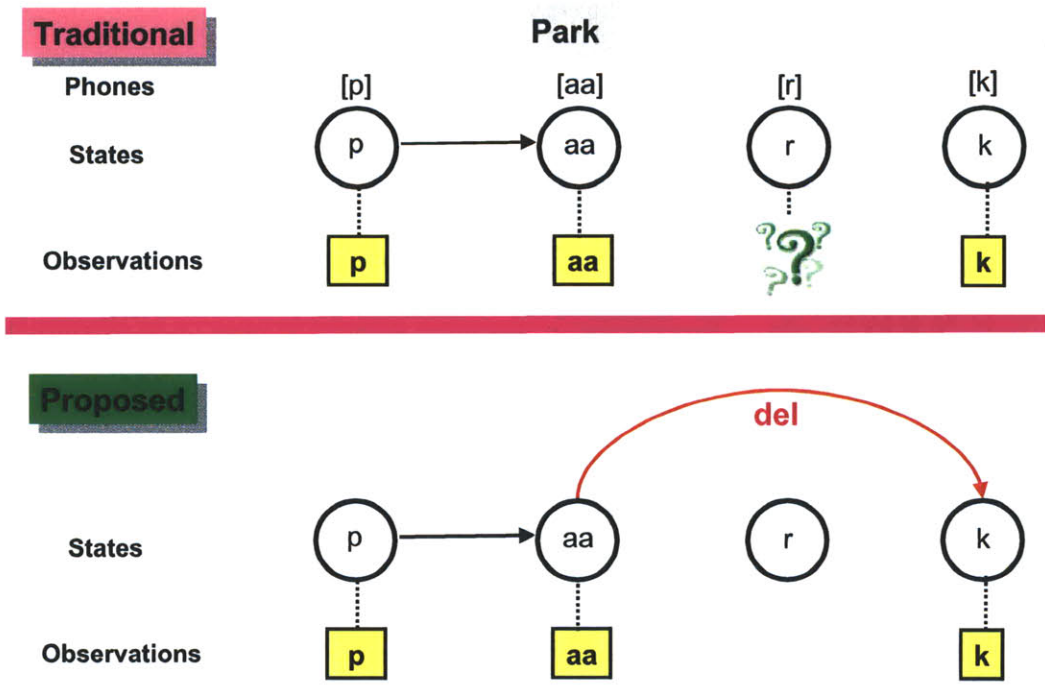 Traditional
Park
Phones [p] [aa] [r] [k]
States p aa r k
Observations p aa ? ? ? ? ? k
Proposed
del
States p aa r k
Observations p aa k